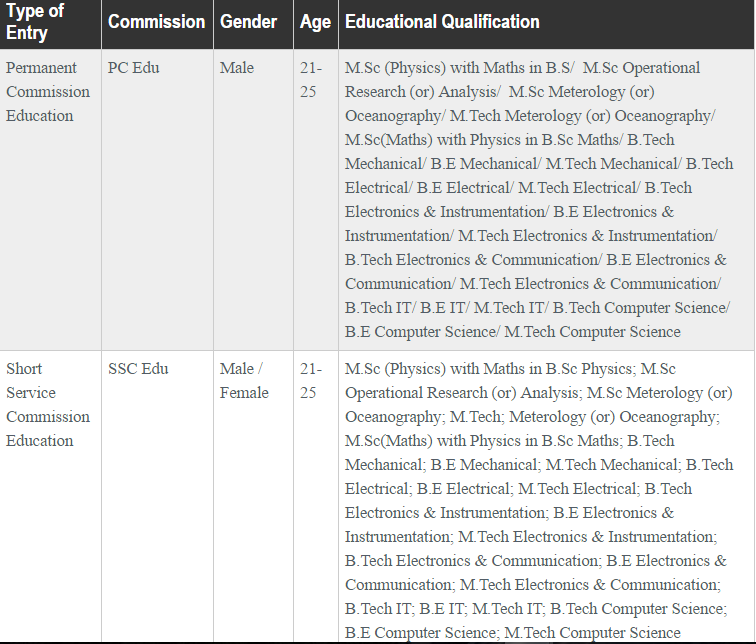 Type of Entry Commission Gender Age Educational Qualification
Permanent PC Edu Male 21- M.Sc (Physics) with Maths in B.S/ M.Sc Operational
Commission 25 Research (or) Analysis/ M.Sc Meterology (or)
Education Oceanography/ M.Tech Meterology (or) Oceanography/
M.Sc(Maths) with Physics in B.Sc Maths/ B.Tech
Mechanical/ B.E Mechanical/ M.Tech Mechanical/ B.Tech
Electrical/ B.E Electrical/ M.Tech Electrical/ B.Tech
Electronics & Instrumentation/ B.E Electronics &
Instrumentation/ M.Tech Electronics & Instrumentation/
B.Tech Electronics & Communication/ B.E Electronics &
Communication/ M.Tech Electronics & Communication/
B.Tech IT/ B.E IT/ M.Tech IT/ B.Tech Computer Science/
B.E Computer Science/ M.Tech Computer Science
Short SSC Edu Male / 21- M.Sc (Physics) with Maths in B.Sc Physics; M.Sc
Service Female 25 Operational Research (or) Analysis; M.Sc Meterology (or)
Commission Oceanography; M.Tech; Meterology (or) Oceanography;
Education M.Sc(Maths) with Physics in B.Sc Maths; B.Tech
Mechanical; B.E Mechanical; M.Tech Mechanical; B.Tech
Electrical; B.E Electrical; M.Tech Electrical; B.Tech
Electronics & Instrumentation; B.E Electronics &
Instrumentation; M.Tech Electronics & Instrumentation;
B.Tech Electronics & Communication; B.E Electronics &
Communication; M.Tech Electronics & Communication;
B.Tech IT; B.E IT; M.Tech IT; B.Tech Computer Science;
B.E Computer Science; M.Tech Computer Science